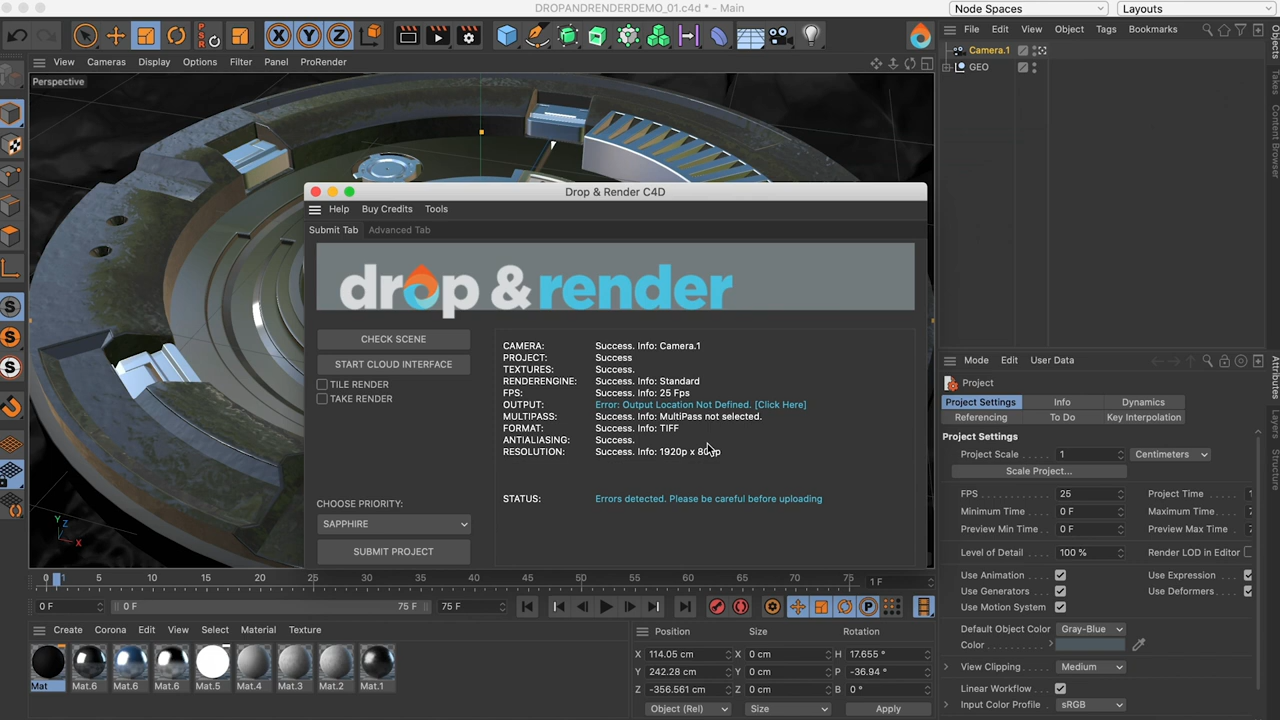 DROPANDRENDERDEMO_01.c4d * - Main
Node Spaces
Layouts
X Y Z
File Edit View Object Tags Bookmarks
View Cameras Display Options Filter Panel ProRender
Perspective
Camera.1
GEO
Objects
Takes
Content Browser
Drop & Render C4D
Help Buy Credits Tools
Submit Tab Advanced Tab
drop & render
CHECK SCENE
START CLOUD INTERFACE
TILE RENDER
TAKE RENDER
CHOOSE PRIORITY:
SAPPHIRE
SUBMIT PROJECT
CAMERA: Success. Info: Camera.1
PROJECT: Success
TEXTURES: Success.
RENDERENGINE: Success. Info: Standard
FPS: Success. Info: 25 Fps
OUTPUT: Error: Output Location Not Defined. [Click Here]
MULTIPASS: Success. Info: MultiPass not selected.
FORMAT: Success. Info: TIFF
ANTIALIASING: Success.
RESOLUTION: Success. Info: 1920p x
STATUS: Errors detected. Please be careful before uploading
Mode Edit User Data
Attributes
Layers
Structure
Project
Project Settings Info Dynamics
Referencing To Do Key Interpolation
Project Settings
Project Scale 1 Centimeters
Scale Project...
FPS 25 Project Time
Minimum Time 0 F Maximum Time
Preview Min Time 0 F Preview Max Time
Level of Detail 100 % Render LOD in Editor
Use Animation Use Expression
Use Generators Use Deformers
Use Motion System
Default Object Color Gray-Blue
Color
View Clipping Medium
Linear Workflow
Input Color Profile sRGB
Y Z X
0 1 5 10 15 20 25 30 35 40 45 50 55 60 65 70 75 1 F
0 F 0 F 75 F 75 F
Create Corona Edit View Select Material Texture
Mat Mat.6 Mat.6 Mat.6 Mat.5 Mat.4 Mat.3 Mat.2 Mat.1
Position Size Rotation
X 114.05 cm X 0 cm H 17.655 °
Y 242.28 cm Y 0 cm P -36.94 °
Z -356.561 cm Z 0 cm B 0 °
Object (Rel) Size Apply